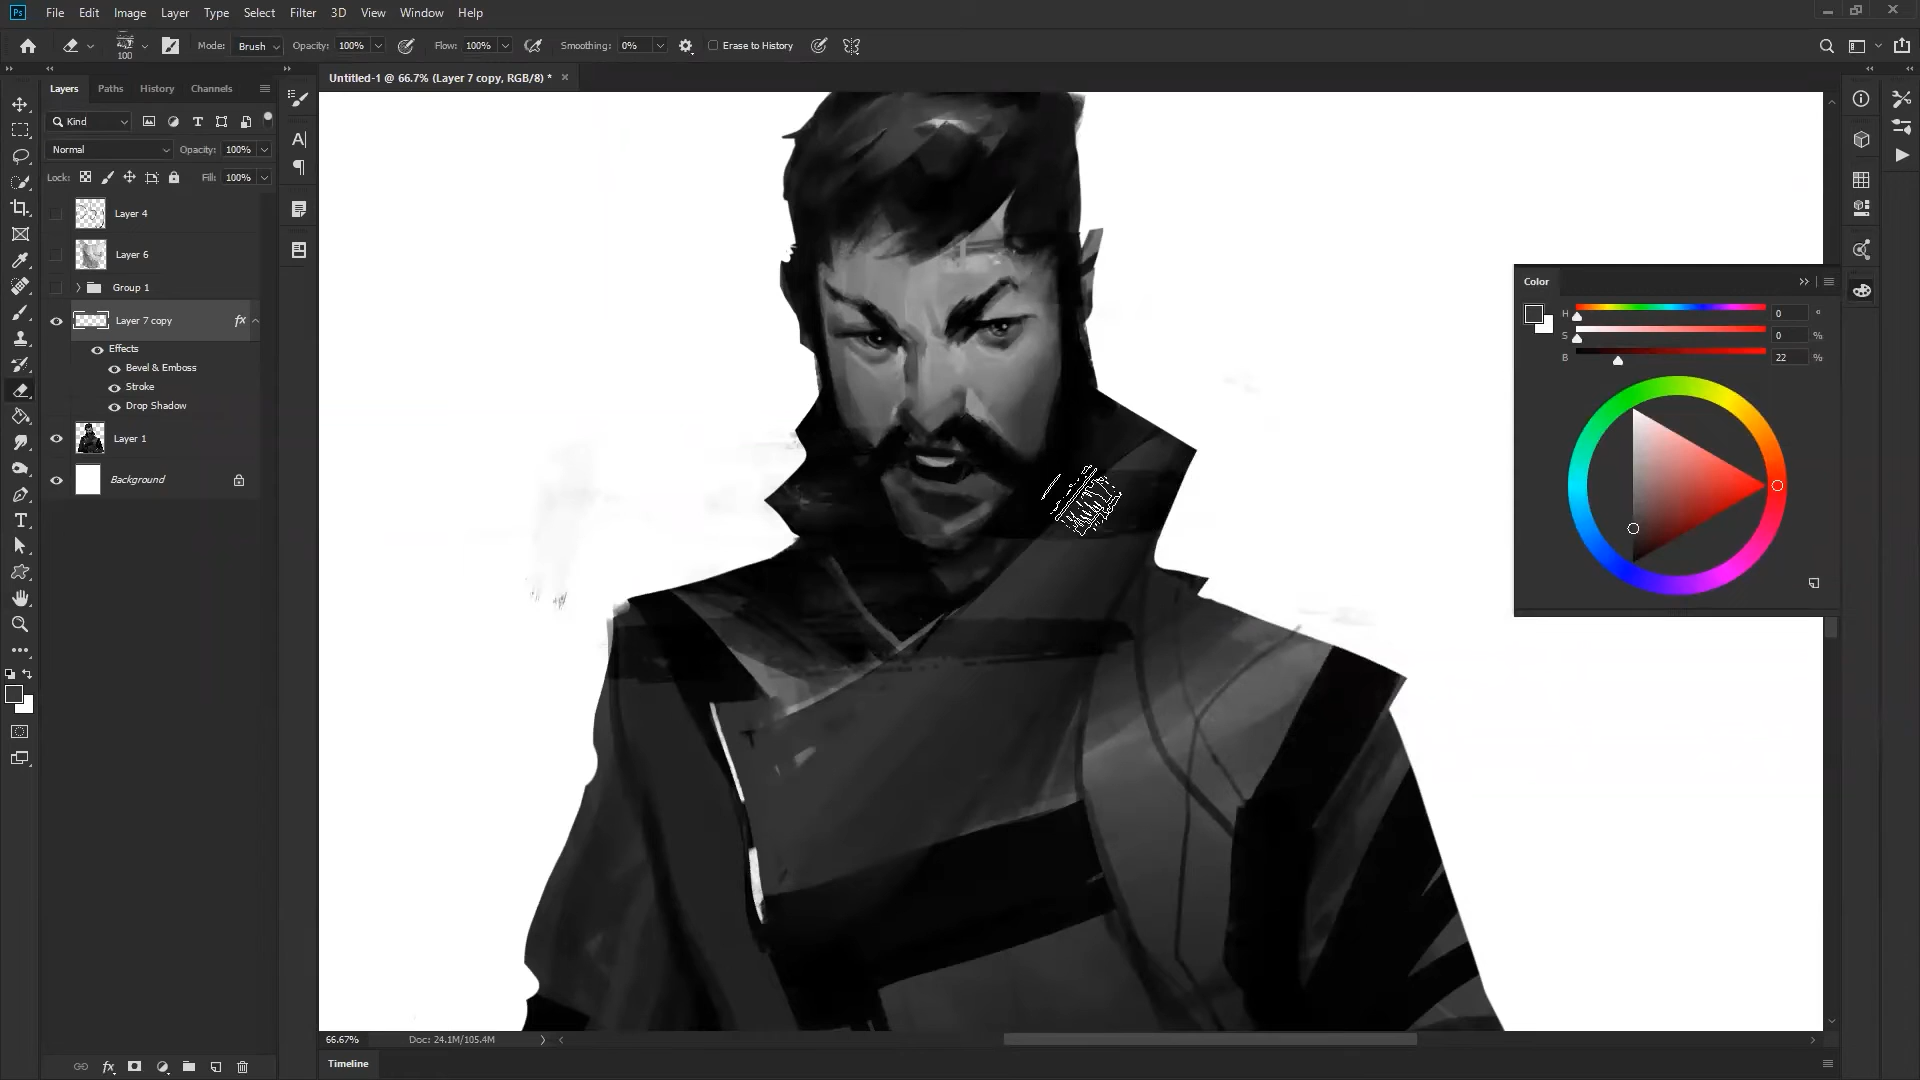 Ps File Edit Image Layer Type Select Filter 3D View Window Help
100 Mode: Brush Opacity: 100% Flow: 100% Smoothing: 0% Erase to History
Untitled-1 @ 66.7% (Layer 7 copy, RGB/8) *
Layers Paths History Channels
Kind
Normal Opacity: 100%
Lock: Fill: 100%
Layer 4
Layer 6
Group 1
Layer 7 copy fx
Effects
Bevel & Emboss
Stroke
Drop Shadow
Layer 1
Background
Color
H 0 °
S 0 %
B 22 %
66.67% Doc: 24.1M/105.4M
Timeline